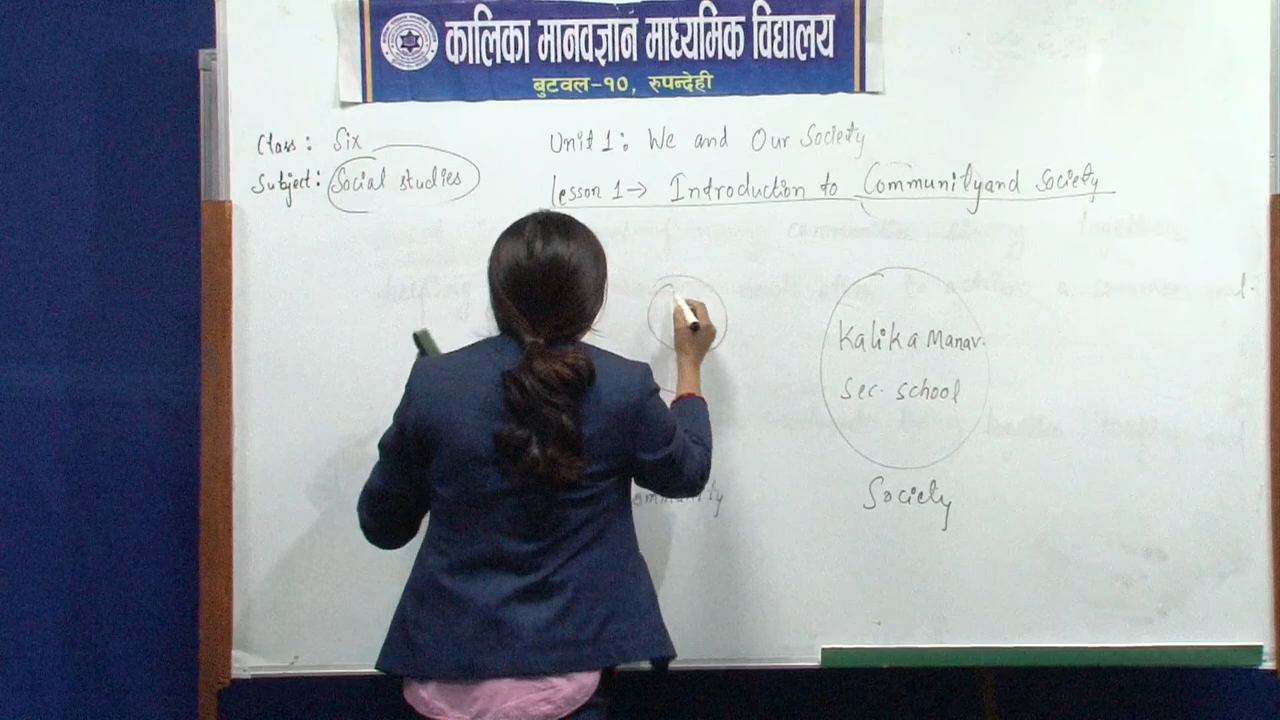 कालिका मानवज्ञान माध्यमिक विद्यालय
बुटवल-१०, रुपन्देही
Class: Six
Subject: Social studies
Unit 1: We and Our Society
lesson 1→ Introduction to Community and Society
Kalika Manav.
Sec. school
ommunity
Society